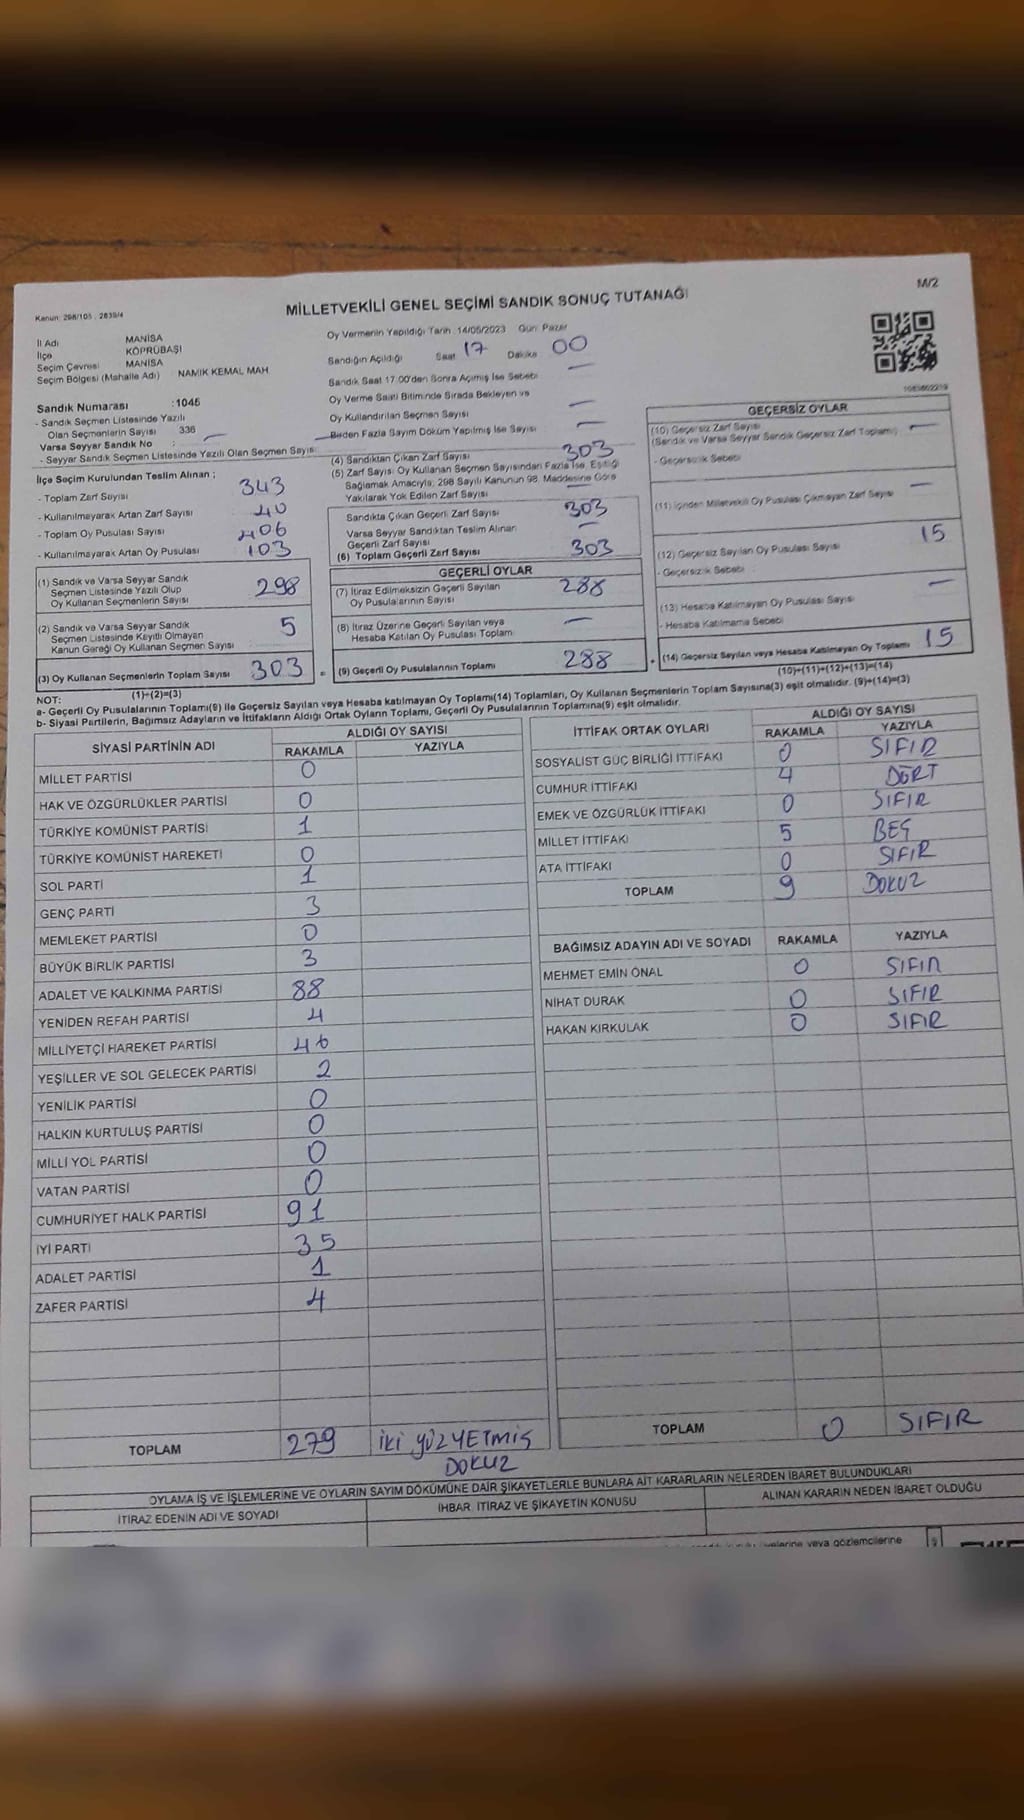 M/2
Kanun: 298/105 , 2839/4
MİLLETVEKİLİ GENEL SEÇİMİ SANDIK SONUÇ TUTANAĞI
İl Adı MANİSA
İlçe KÖPRÜBAŞI
Seçim Çevresi MANİSA
Seçim Bölgesi (Mahalle Adı) NAMIK KEMAL MAH
Oy Vermenin Yapıldığı Tarih: 14/05/2023 Gün: Pazar
Sandığın Açıldığı Saat 17 Dakika 00
Sandık Saat 17.00'den Sonra Açılmış İse Sebebi —
Oy Verme Saati Bitiminde Sırada Bekleyen ve
Oy Kullandırılan Seçmen Sayısı —
Birden Fazla Sayım Döküm Yapılmış İse Sayısı —
Sandık Numarası : 1045
- Sandık Seçmen Listesinde Yazılı
Olan Seçmenlerin Sayısı 336
Varsa Seyyar Sandık No : —
- Seyyar Sandık Seçmen Listesinde Yazılı Olan Seçmen Sayısı —
İlçe Seçim Kurulundan Teslim Alınan ;
- Toplam Zarf Sayısı 343
- Kullanılmayarak Artan Zarf Sayısı 40
- Toplam Oy Pusulası Sayısı 406
- Kullanılmayarak Artan Oy Pusulası 103
(1) Sandık ve Varsa Seyyar Sandık
Seçmen Listesinde Yazılı Olup
Oy Kullanan Seçmenlerin Sayısı 298
(2) Sandık ve Varsa Seyyar Sandık
Seçmen Listesinde Kayıtlı Olmayan
Kanun Gereği Oy Kullanan Seçmen Sayısı 5
(3) Oy Kullanan Seçmenlerin Toplam Sayısı 303
(1)+(2)=(3)
(4) Sandıktan Çıkan Zarf Sayısı 303
(5) Zarf Sayısı Oy Kullanan Seçmen Sayısından Fazla İse, Eşitliği
Sağlamak Amacıyla; 298 Sayılı Kanunun 98. Maddesine Göre
Yakılarak Yok Edilen Zarf Sayısı —
Sandıkta Çıkan Geçerli Zarf Sayısı 303
Varsa Seyyar Sandıktan Teslim Alınan
Geçerli Zarf Sayısı —
(6) Toplam Geçerli Zarf Sayısı 303
GEÇERLİ OYLAR
(7) İtiraz Edilmeksizin Geçerli Sayılan
Oy Pusulalarının Sayısı 288
(8) İtiraz Üzerine Geçerli Sayılan veya
Hesaba Katılan Oy Pusulası Toplamı —
= (9) Geçerli Oy Pusulalarının Toplamı 288
GEÇERSİZ OYLAR
(10) Geçersiz Zarf Sayısı —
(Sandık ve Varsa Seyyar Sandık Geçersiz Zarf Toplamı)
- Geçersizlik Sebebi
(11) İçinden Milletvekili Oy Pusulası Çıkmayan Zarf Sayısı —
(12) Geçersiz Sayılan Oy Pusulası Sayısı 15
- Geçersizlik Sebebi
(13) Hesaba Katılmayan Oy Pusulası Sayısı —
- Hesaba Katılmama Sebebi
+ (14) Geçersiz Sayılan veya Hesaba Katılmayan Oy Toplamı 15
(10)+(11)+(12)+(13)=(14)
NOT:
a- Geçerli Oy Pusulalarının Toplamı(9) ile Geçersiz Sayılan veya Hesaba katılmayan Oy Toplamı(14) Toplamları, Oy Kullanan Seçmenlerin Toplam Sayısına(3) eşit olmalıdır. (9)+(14)=(3)
b- Siyasi Partilerin, Bağımsız Adayların ve İttifakların Aldığı Ortak Oyların Toplamı, Geçerli Oy Pusulalarının Toplamına(9) eşit olmalıdır.
SİYASİ PARTİNİN ADI ALDIĞI OY SAYISI
RAKAMLA YAZIYLA
MİLLET PARTİSİ 0
HAK VE ÖZGÜRLÜKLER PARTİSİ 0
TÜRKİYE KOMÜNİST PARTİSİ 1
TÜRKİYE KOMÜNİST HAREKETİ 0
SOL PARTİ 1
GENÇ PARTİ 3
MEMLEKET PARTİSİ 0
BÜYÜK BİRLİK PARTİSİ 3
ADALET VE KALKINMA PARTİSİ 88
YENİDEN REFAH PARTİSİ 4
MİLLİYETÇİ HAREKET PARTİSİ 46
YEŞİLLER VE SOL GELECEK PARTİSİ 2
YENİLİK PARTİSİ 0
HALKIN KURTULUŞ PARTİSİ 0
MİLLİ YOL PARTİSİ 0
VATAN PARTİSİ 0
CUMHURİYET HALK PARTİSİ 91
İYİ PARTİ 35
ADALET PARTİSİ 1
ZAFER PARTİSİ 4
TOPLAM 279 İKİ YÜZ YETMİŞ
DOKUZ
İTTİFAK ORTAK OYLARI ALDIĞI OY SAYISI
RAKAMLA YAZIYLA
SOSYALİST GÜÇ BİRLİĞİ İTTİFAKI 0 SIFIR
CUMHUR İTTİFAKI 4 DÖRT
EMEK VE ÖZGÜRLÜK İTTİFAKI 0 SIFIR
MİLLET İTTİFAKI 5 BEŞ
ATA İTTİFAKI 0 SIFIR
TOPLAM 9 DOKUZ
BAĞIMSIZ ADAYIN ADI VE SOYADI RAKAMLA YAZIYLA
MEHMET EMİN ÖNAL 0 SIFIR
NİHAT DURAK 0 SIFIR
HAKAN KIRKULAK 0 SIFIR
TOPLAM 0 SIFIR
OYLAMA İŞ VE İŞLEMLERİNE VE OYLARIN SAYIM DÖKÜMÜNE DAİR ŞİKAYETLERLE BUNLARA AİT KARARLARIN NELERDEN İBARET BULUNDUKLARI
İTİRAZ EDENİN ADI VE SOYADI İHBAR, İTİRAZ VE ŞİKAYETİN KONUSU ALINAN KARARIN NEDEN İBARET OLDUĞU
veya gözlemcilerine